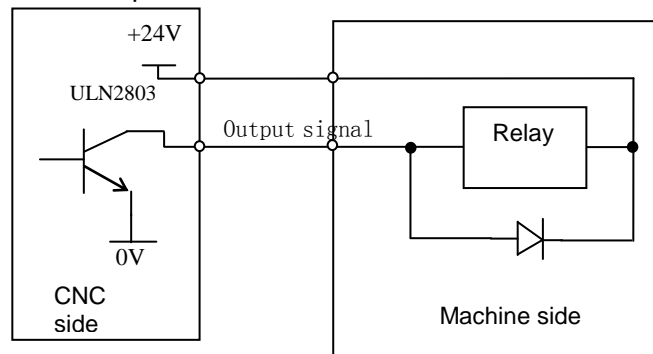 +24V
ULN2803
Output signal
Relay
0V
CNC
side
Machine side